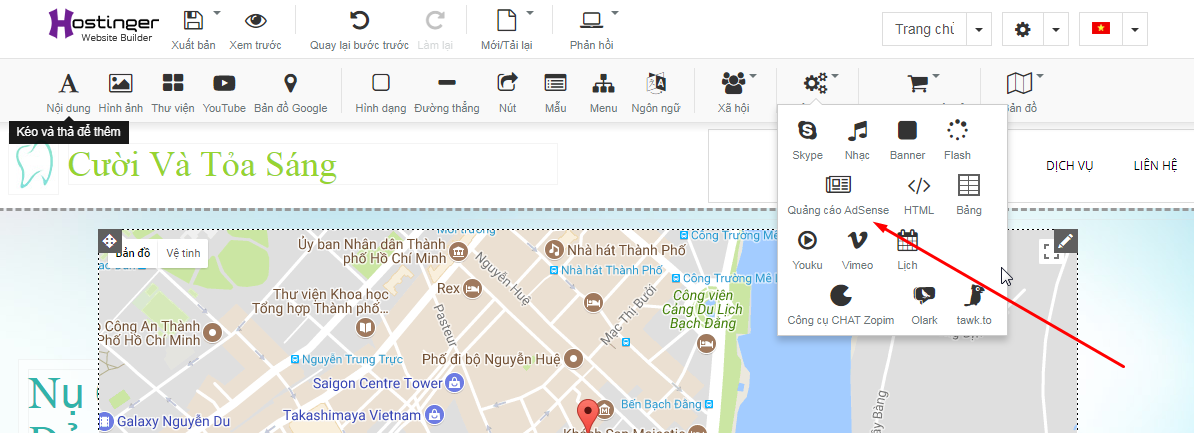 Hostinger
Website Builder
Xuất bản
Xem trước
Quay lại bước trước
Làm lại
Mới/Tải lại
Phản hồi
Trang chủ
Nội dung
Hình ảnh
Thư viện
YouTube
Bản đồ Google
Hình dạng
Đường thẳng
Nút
Mẫu
Menu
Ngôn ngữ
Xã hội
Bản đồ
Kéo và thả để thêm
Skype
Nhạc
Banner
Flash
Quảng cáo AdSense
HTML
Bảng
Youku
Vimeo
Lịch
Công cụ CHAT Zopim
Olark
tawk.to
Cười Và Tỏa Sáng
DỊCH VỤ
LIÊN HỆ
Bản đồ
Vệ tinh
Ủy ban Nhân dân Thành
phố Hồ Chí Minh
Nhà hát Thành Phố
Nhà hát Thành Phố
Công Trường Mê
Công Trường Mê L
Nguyễn Huệ
Rex
Mạc Thị Bưởi
Công viên
Cảng Du Lịch
Bạch Đằng
Thư viện Khoa học
Tổng hợp Thành phố...
Pasteur
Công An Thành
Phố Hồ Chí Minh
Nguyễn Trung Trực
Phố đi bộ Nguyễn Huệ
Saigon Centre Tower
Takashimaya Vietnam
Bến Bạch Đằng
Galaxy Nguyễn Du
Khách Sạn Majestic
Nụ